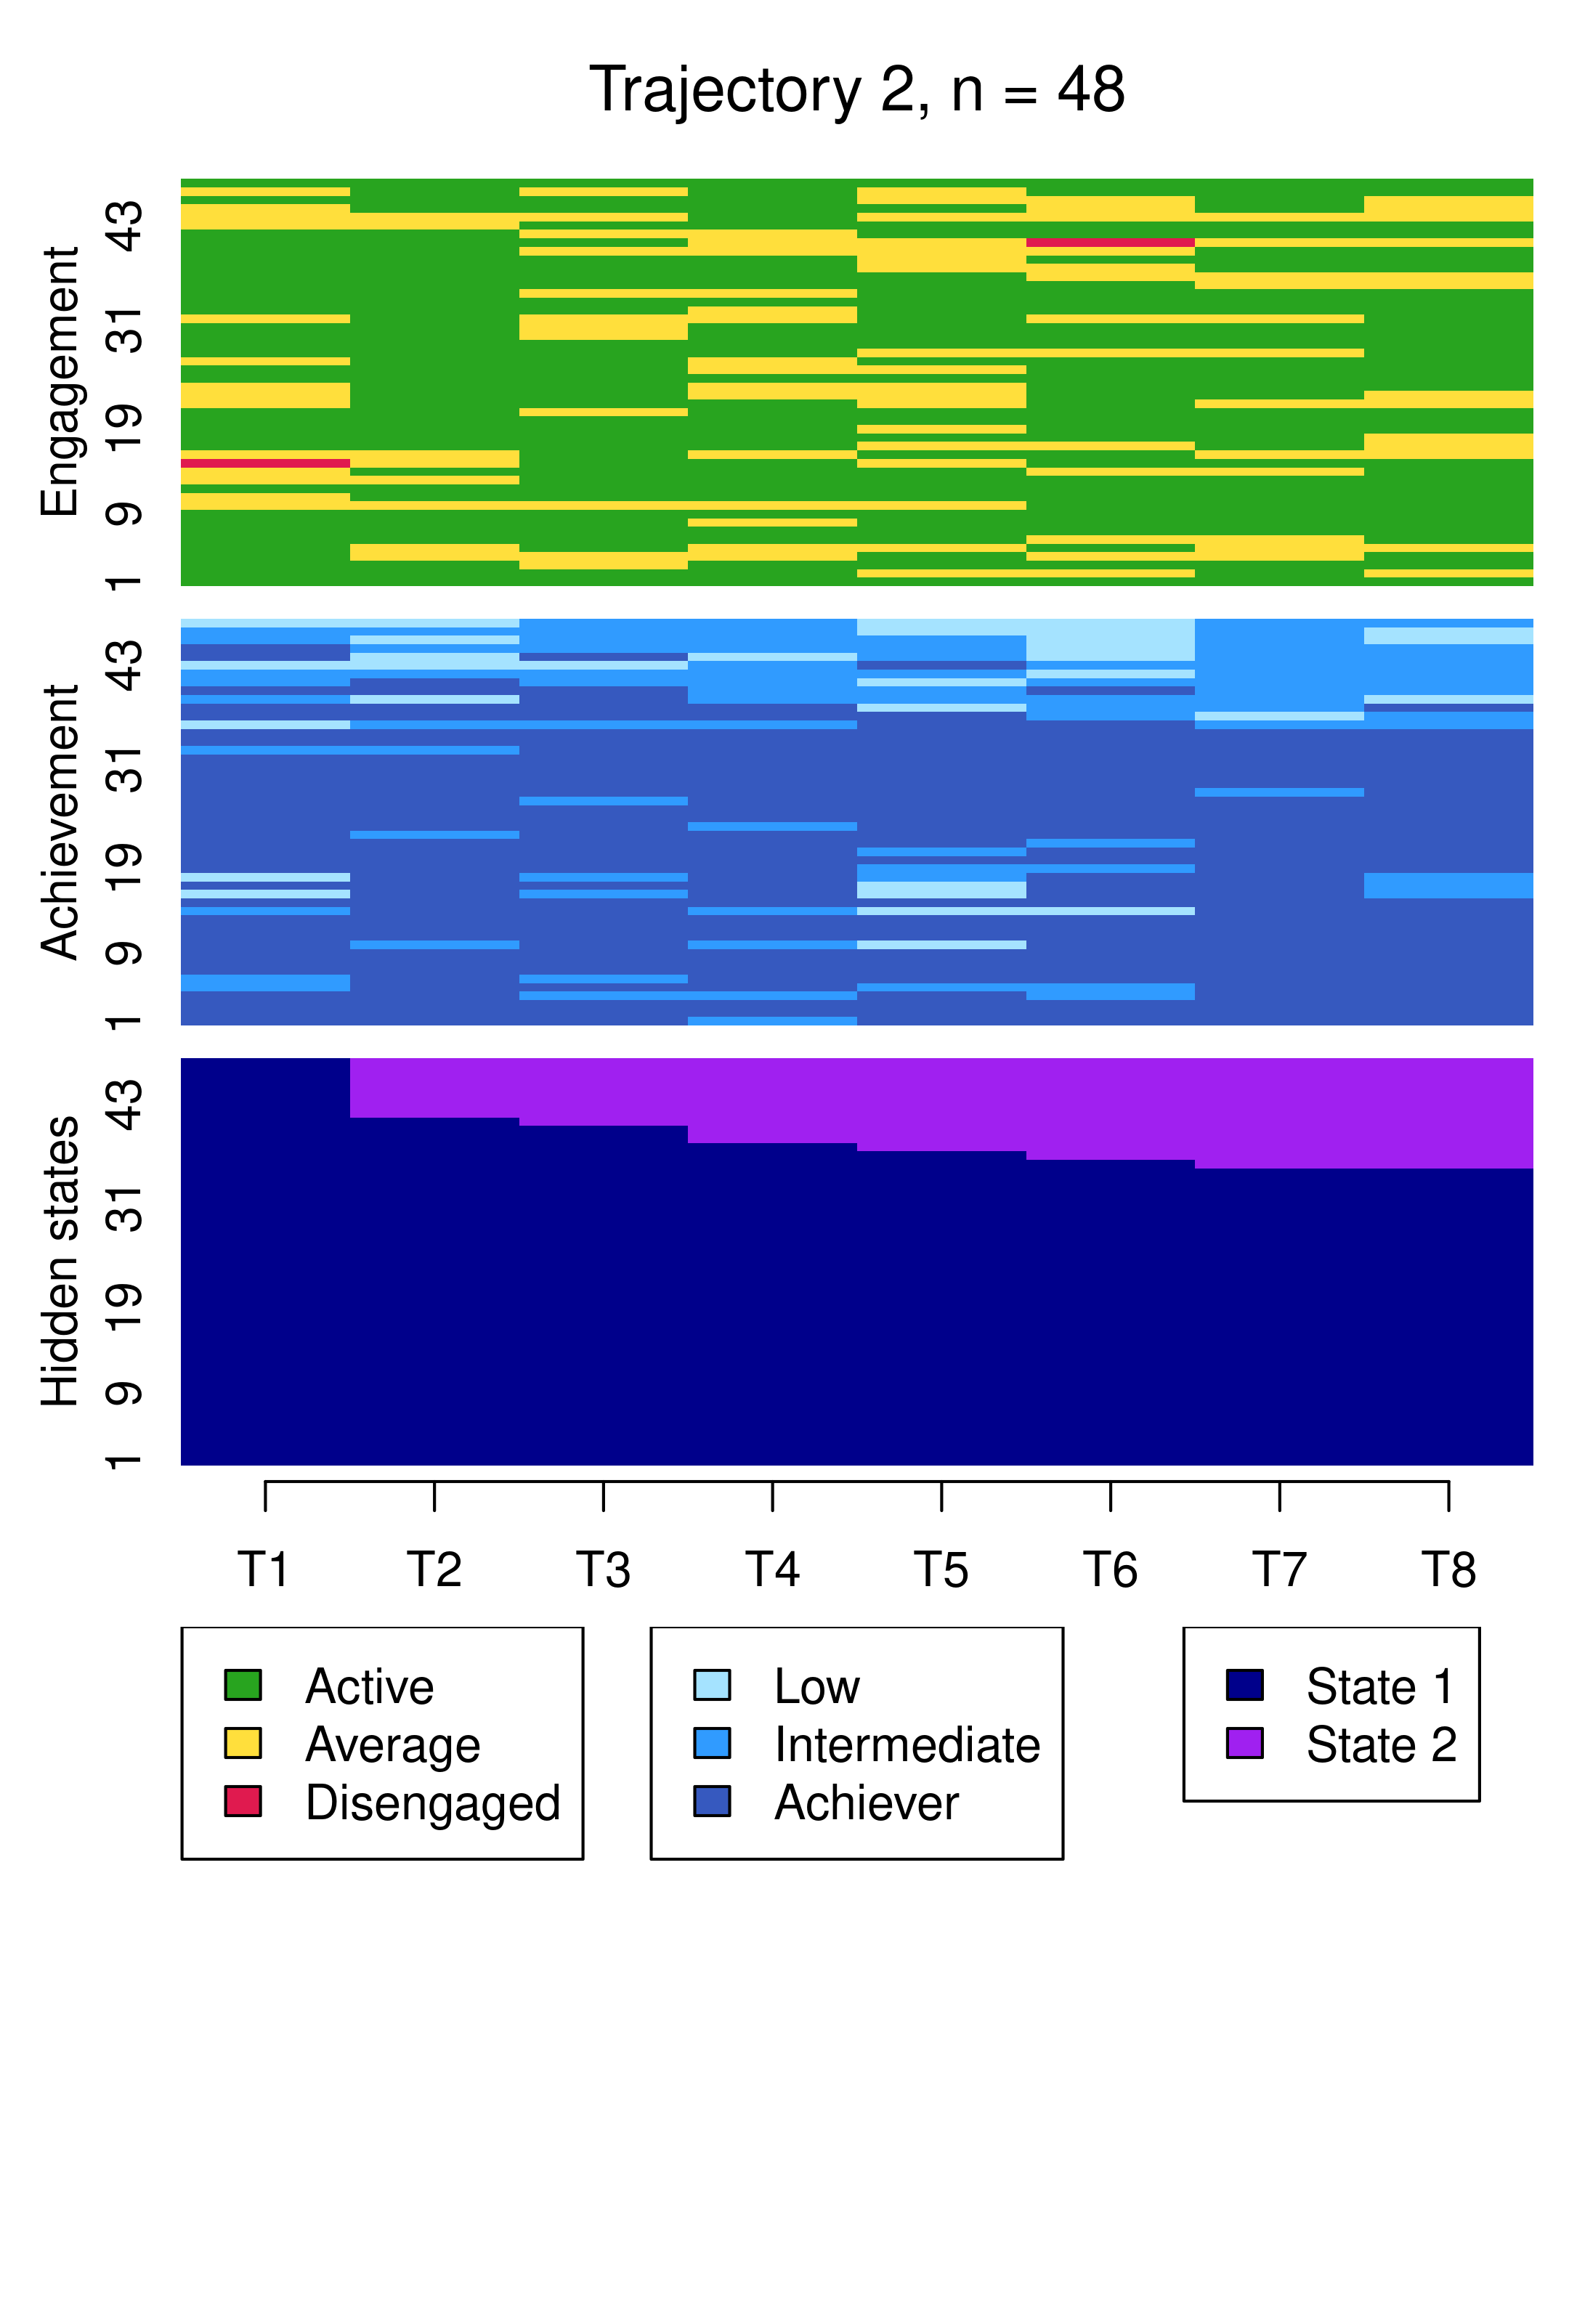 Trajectory 2, n = 48
Engagement
43
31
19
9
1
Achievement
43
31
19
9
1
Hidden states
43
31
19
9
1
T1 T2 T3 T4 T5 T6 T7 T8
Active
Average
Disengaged
Low
Intermediate
Achiever
State 1
State 2